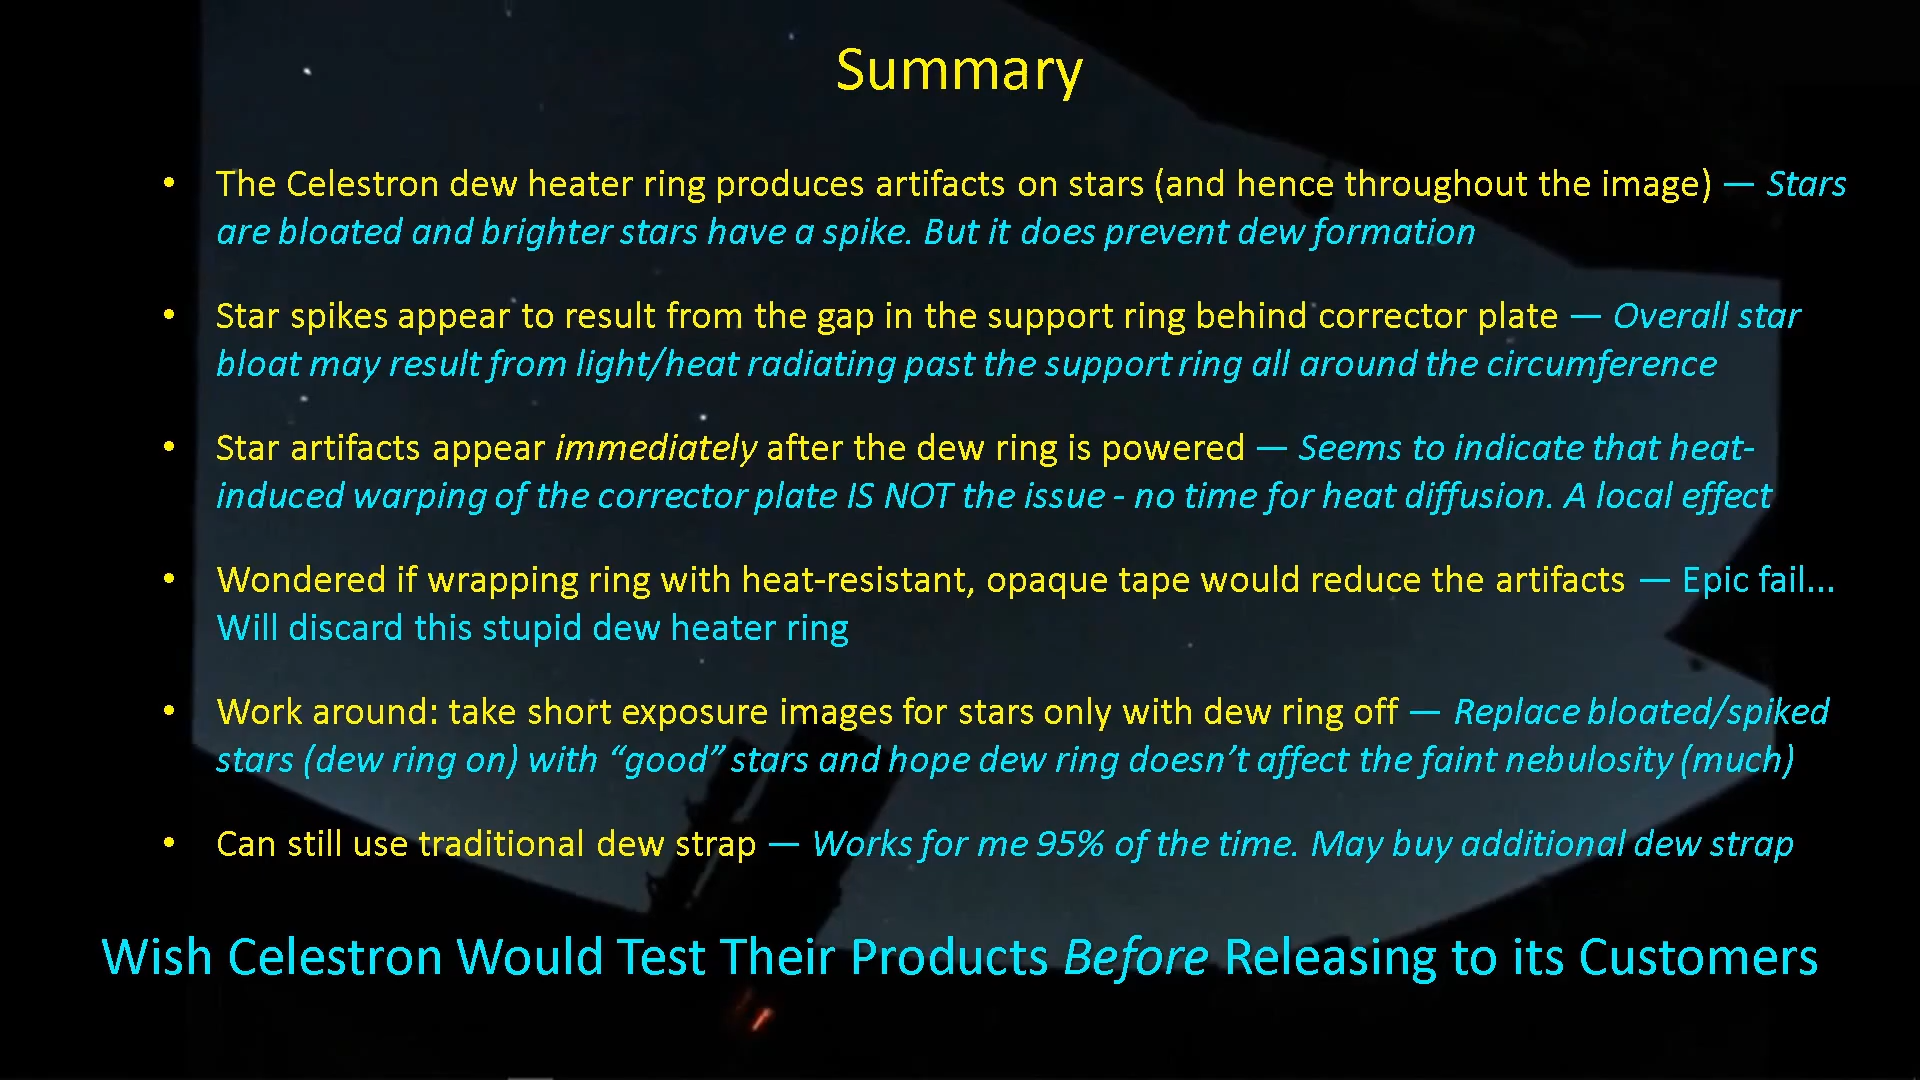 Summary
• The Celestron dew heater ring produces artifacts on stars (and hence throughout the image) — Stars
are bloated and brighter stars have a spike. But it does prevent dew formation
• Star spikes appear to result from the gap in the support ring behind corrector plate — Overall star
bloat may result from light/heat radiating past the support ring all around the circumference
• Star artifacts appear immediately after the dew ring is powered — Seems to indicate that heat-
induced warping of the corrector plate IS NOT the issue - no time for heat diffusion. A local effect
• Wondered if wrapping ring with heat-resistant, opaque tape would reduce the artifacts — Epic fail...
Will discard this stupid dew heater ring
• Work around: take short exposure images for stars only with dew ring off — Replace bloated/spiked
stars (dew ring on) with “good” stars and hope dew ring doesn’t affect the faint nebulosity (much)
• Can still use traditional dew strap — Works for me 95% of the time. May buy additional dew strap
Wish Celestron Would Test Their Products Before Releasing to its Customers